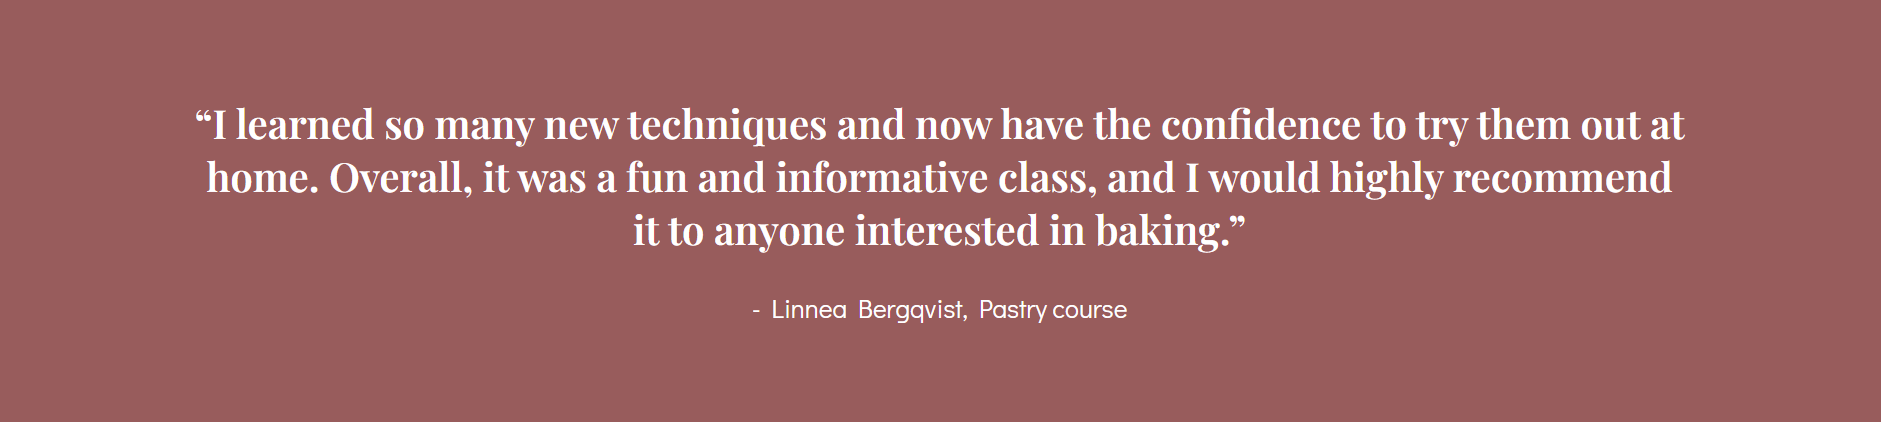 “I learned so many new techniques and now have the confidence to try them out at
home. Overall, it was a fun and informative class, and I would highly recommend
it to anyone interested in baking.”
- Linnea Bergqvist, Pastry course